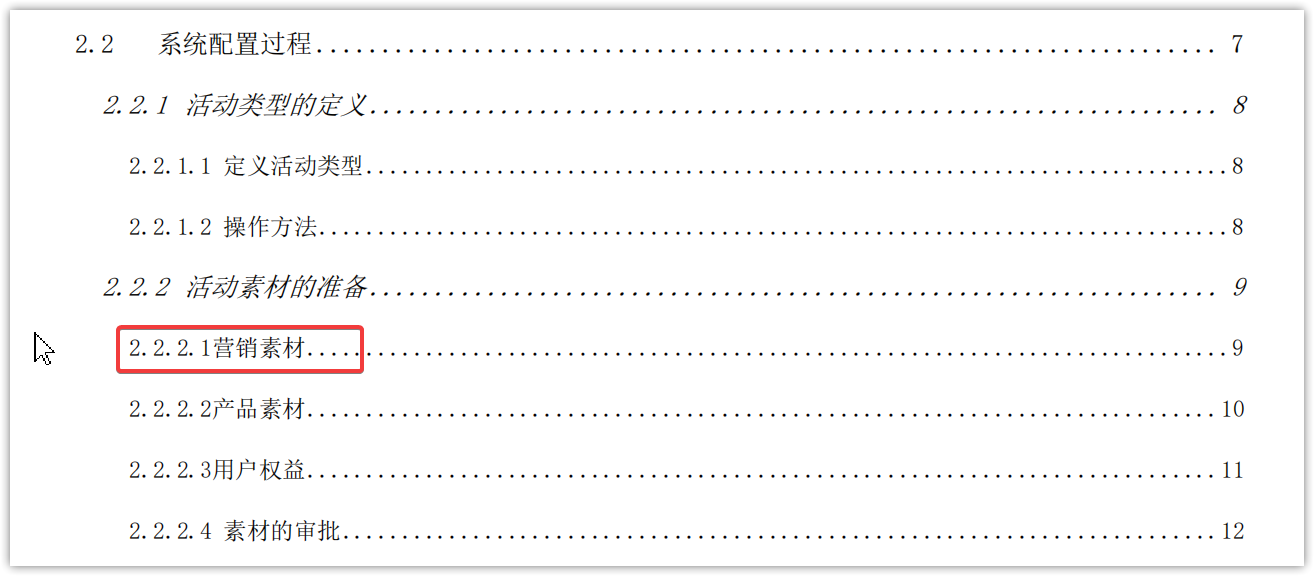 2.2 系统配置过程........................................................................ 7
2.2.1 活动类型的定义.................................................................... 8
2.2.1.1 定义活动类型........................................................................8
2.2.1.2 操作方法............................................................................8
2.2.2 活动素材的准备.................................................................... 9
2.2.2.1营销素材.............................................................................9
2.2.2.2产品素材............................................................................10
2.2.2.3用户权益............................................................................11
2.2.2.4 素材的审批.........................................................................12